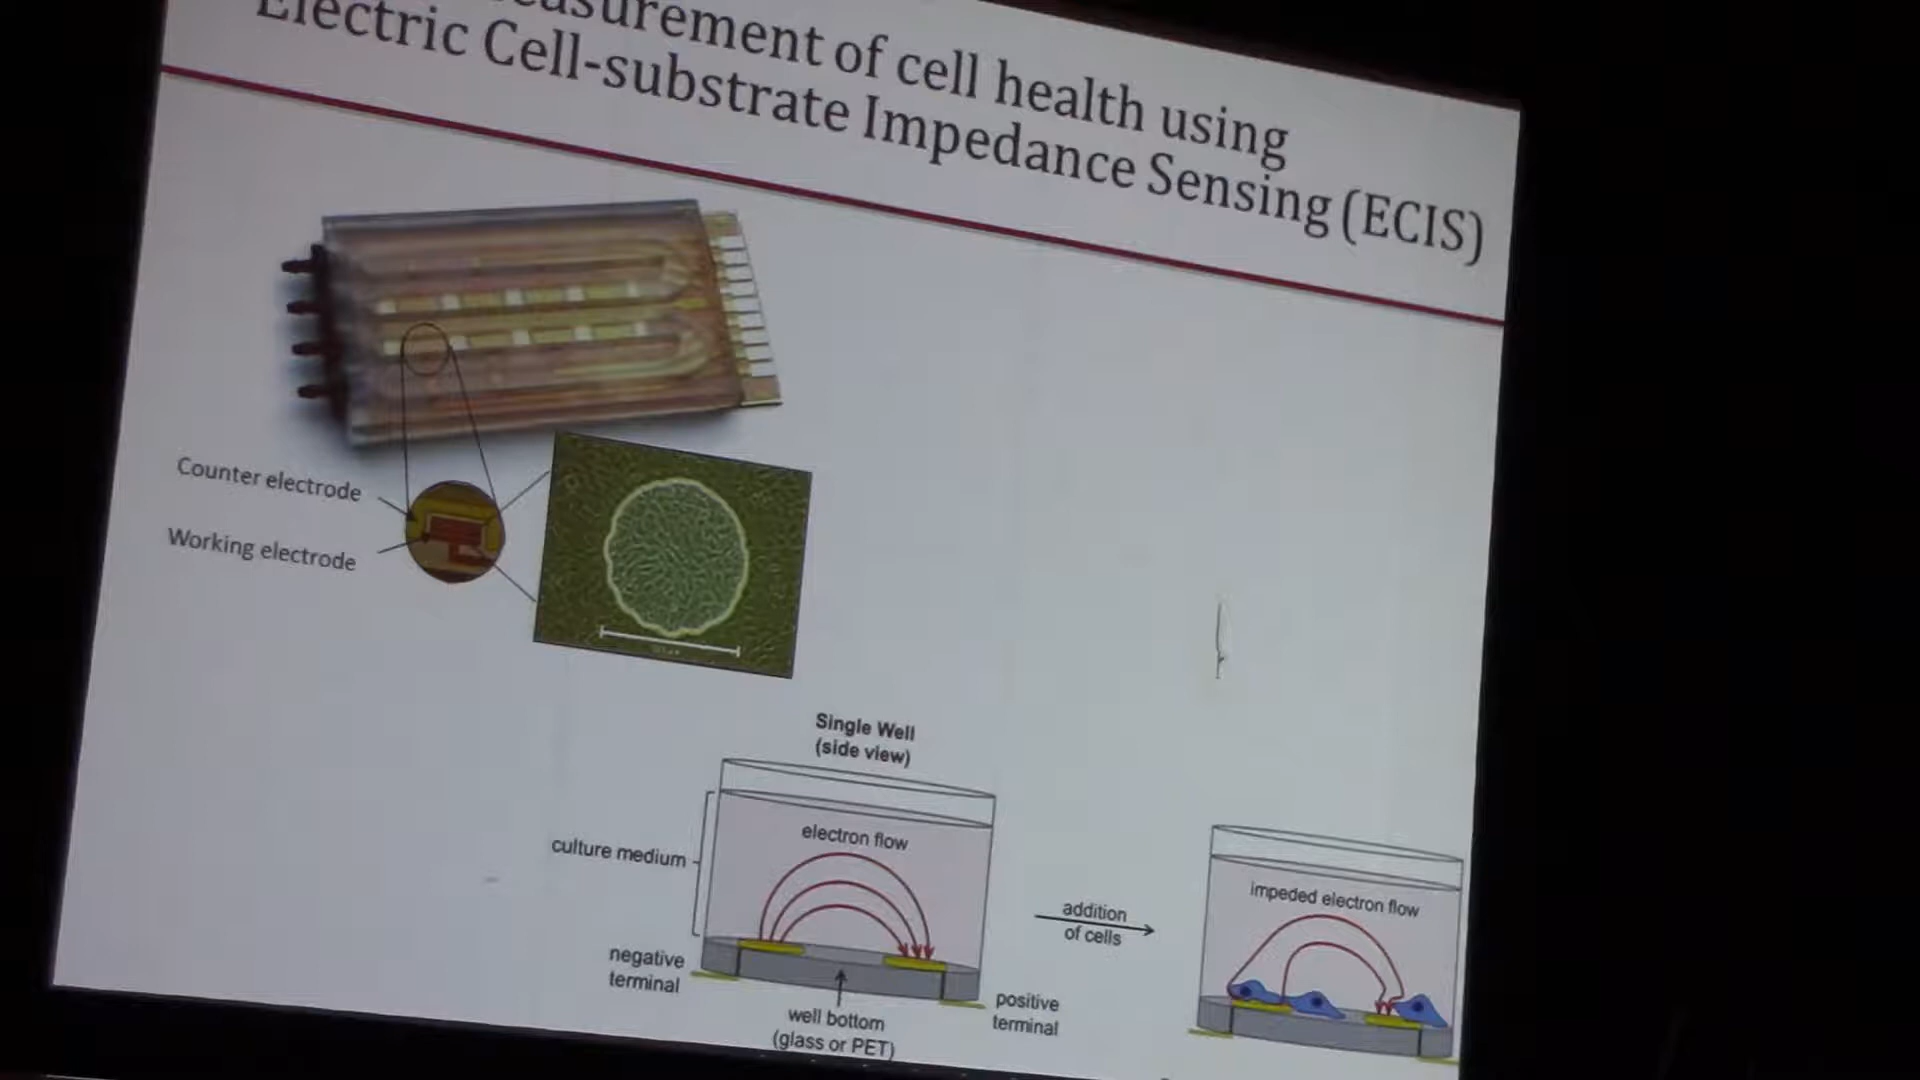 of cell health using
Electric Cell-substrate Impedance Sensing (ECIS)
Counter electrode
Working electrode
Single Well
(side view)
electron flow
culture medium
negative
terminal
well bottom
(glass or PET)
positive
terminal
addition
of cells
impeded electron flow